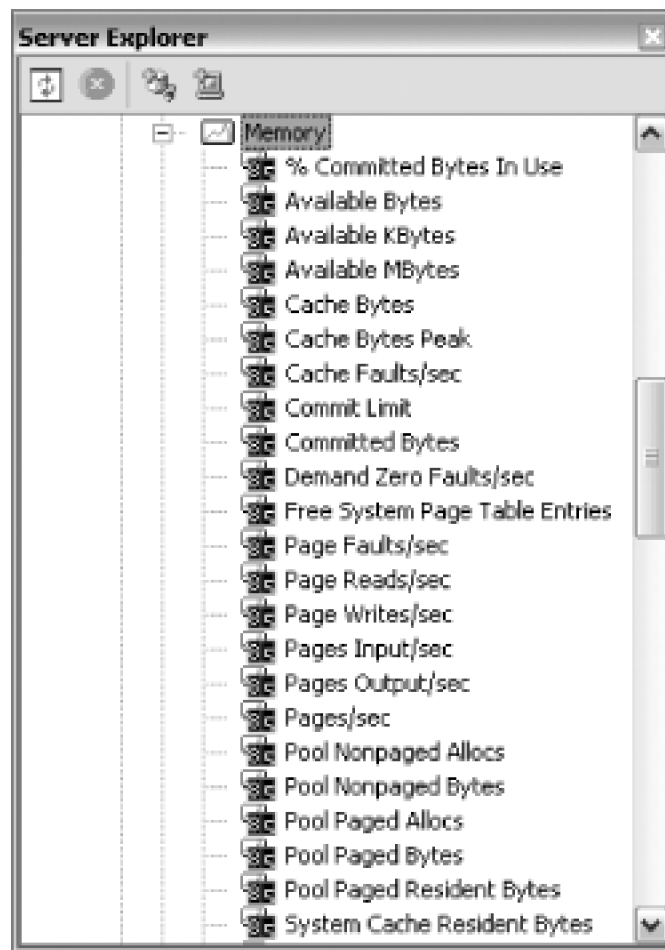 Server Explorer
Memory
% Committed Bytes In Use
Available Bytes
Available KBytes
Available MBytes
Cache Bytes
Cache Bytes Peak
Cache Faults/sec
Commit Limit
Committed Bytes
Demand Zero Faults/sec
Free System Page Table Entries
Page Faults/sec
Page Reads/sec
Page Writes/sec
Pages Input/sec
Pages Output/sec
Pages/sec
Pool Nonpaged Allocs
Pool Nonpaged Bytes
Pool Paged Allocs
Pool Paged Bytes
Pool Paged Resident Bytes
System Cache Resident Bytes